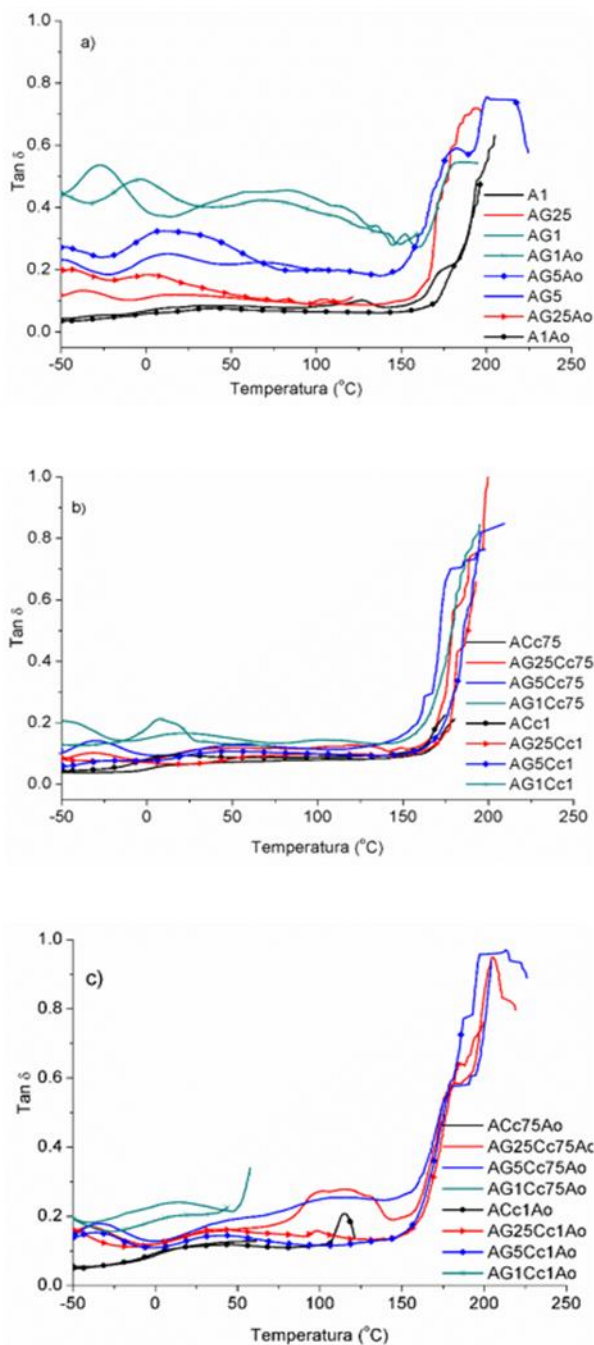 a)
1.0
0.8
0.6
0.4
0.2
0.0
Tan δ
A1
AG25
AG1
AG1Ao
AG5Ao
AG5
AG25Ao
A1Ao
-50 0 50 100 150 200 250
Temperatura (°C)
b)
1.0
0.8
0.6
0.4
0.2
0.0
Tan δ
ACc75
AG25Cc75
AG5Cc75
AG1Cc75
ACc1
AG25Cc1
AG5Cc1
AG1Cc1
-50 0 50 100 150 200 250
Temperatura (°C)
c)
1.0
0.8
0.6
0.4
0.2
0.0
Tan δ
ACc75Ao
AG25Cc75Ao
AG5Cc75Ao
AG1Cc75Ao
ACc1Ao
AG25Cc1Ao
AG5Cc1Ao
AG1Cc1Ao
-50 0 50 100 150 200 250
Temperatura (°C)